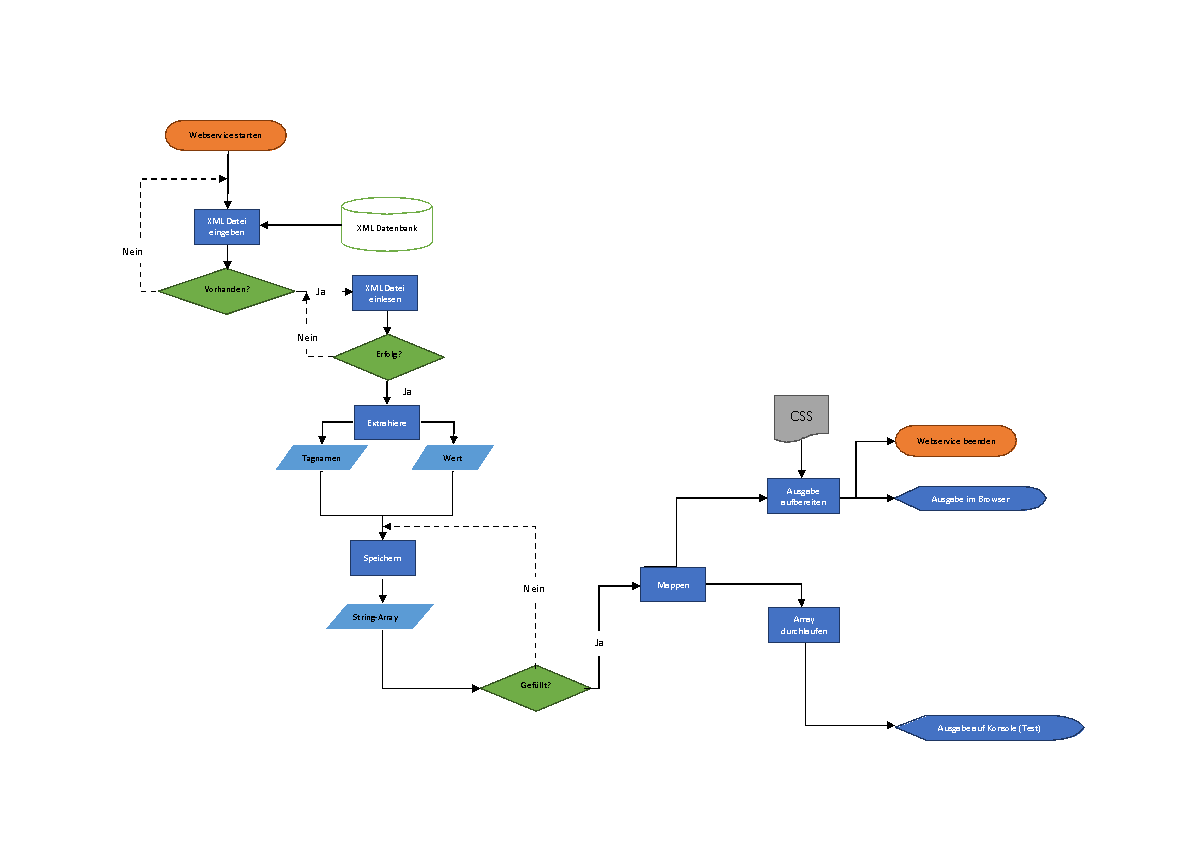 Webservice starten
XML Datei
eingeben
XML Datenbank
Nein
Vorhanden?
Ja
XML Datei
einlesen
Nein
Erfolg?
Ja
Extrahiere
Tagnamen
Wert
Speichern
String-Array
Nein
Gefüllt?
Ja
Mappen
CSS
Ausgabe
aufbereiten
Webservice beenden
Ausgabe im Browser
Array
durchlaufen
Ausgabe auf Konsole (Test)